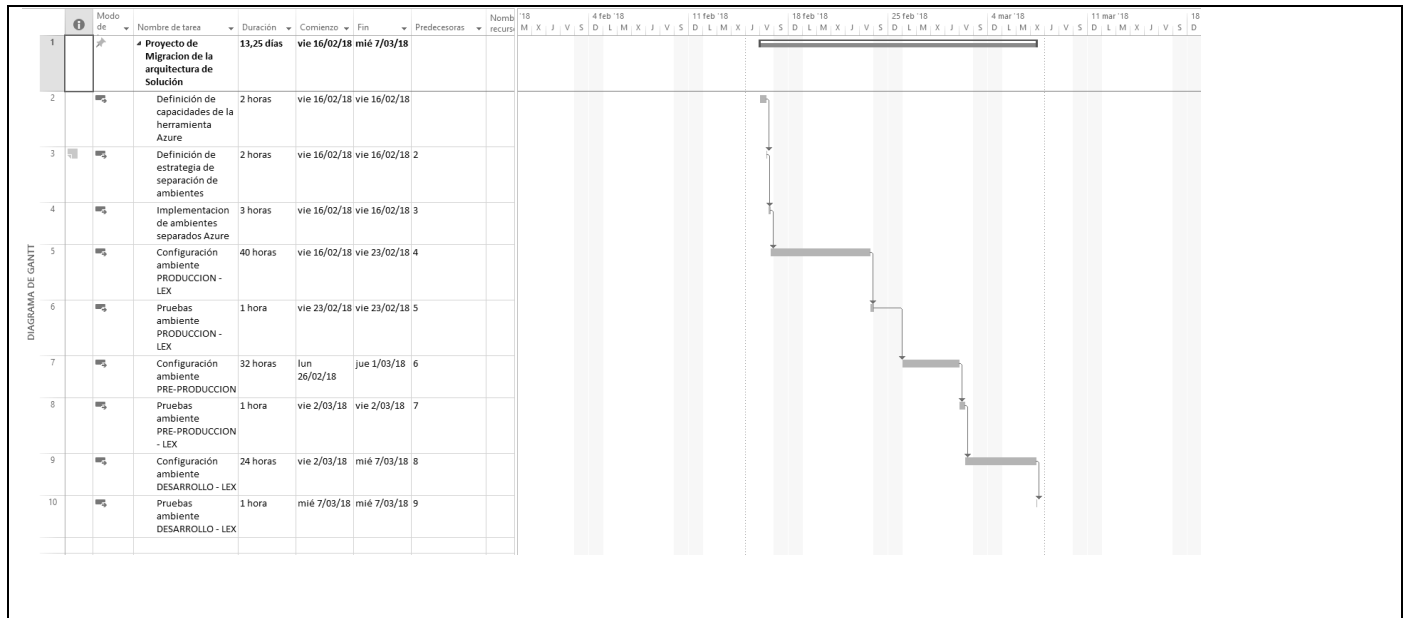 Modo de
Nombre de tarea
Duración
Comienzo
Fin
Predecesoras
Nomb
recurs
'18
4 feb '18
11 feb '18
18 feb '18
25 feb '18
4 mar '18
11 mar '18
18
M X J V S D L M X J V S D L M X J V S D L M X J V S D L M X J V S D L M X J V S D L M X J V S D
DIAGRAMA DE GANTT
1
Proyecto de
Migracion de la
arquitectura de
Solución
13,25 días
vie 16/02/18
mié 7/03/18
2
Definición de
capacidades de la
herramienta
Azure
2 horas
vie 16/02/18
vie 16/02/18
3
Definición de
estrategia de
separación de
ambientes
2 horas
vie 16/02/18
vie 16/02/18
2
4
Implementacion
de ambientes
separados Azure
3 horas
vie 16/02/18
vie 16/02/18
3
5
Configuración
ambiente
PRODUCCION -
LEX
40 horas
vie 16/02/18
vie 23/02/18
4
6
Pruebas
ambiente
PRODUCCION -
LEX
1 hora
vie 23/02/18
vie 23/02/18
5
7
Configuración
ambiente
PRE-PRODUCCION
32 horas
lun
26/02/18
jue 1/03/18
6
8
Pruebas
ambiente
PRE-PRODUCCION
- LEX
1 hora
vie 2/03/18
vie 2/03/18
7
9
Configuración
ambiente
DESARROLLO - LEX
24 horas
vie 2/03/18
mié 7/03/18
8
10
Pruebas
ambiente
DESARROLLO - LEX
1 hora
mié 7/03/18
mié 7/03/18
9